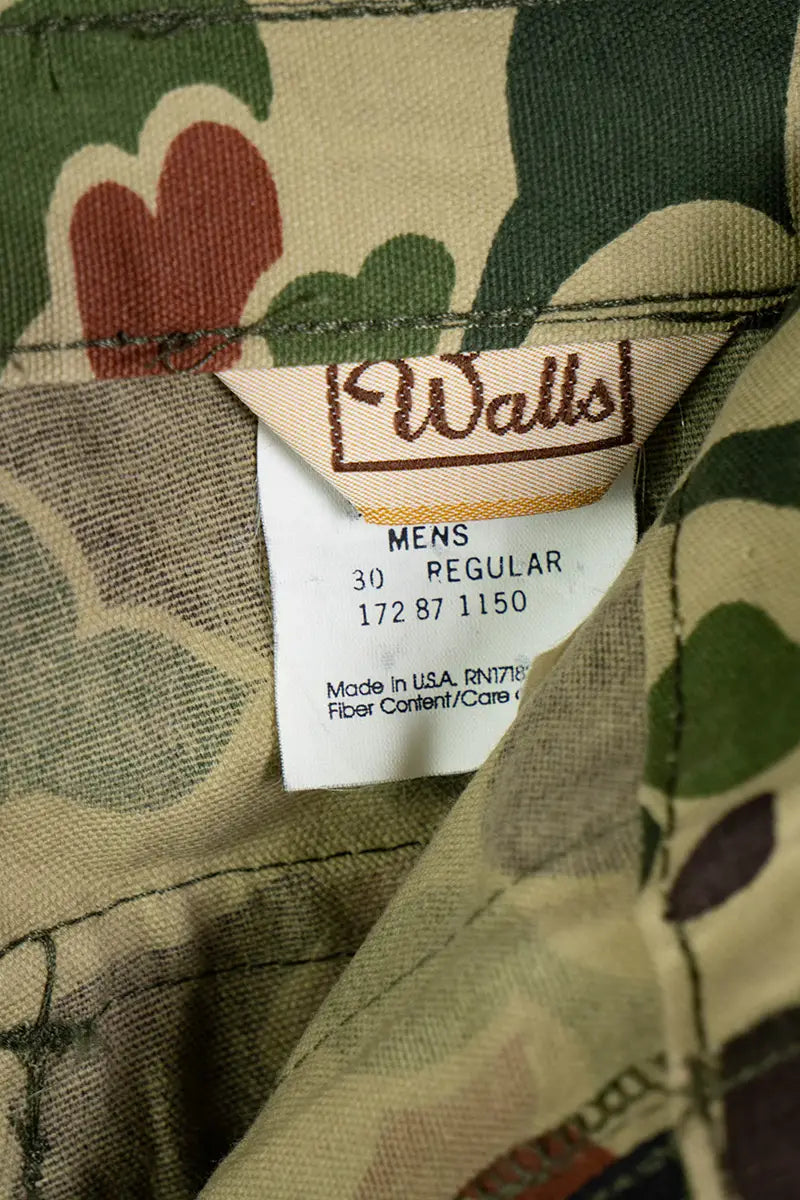 Walls
MENS
30 REGULAR
172 87 1150
Made in U.S.A.
Fiber Content/Care